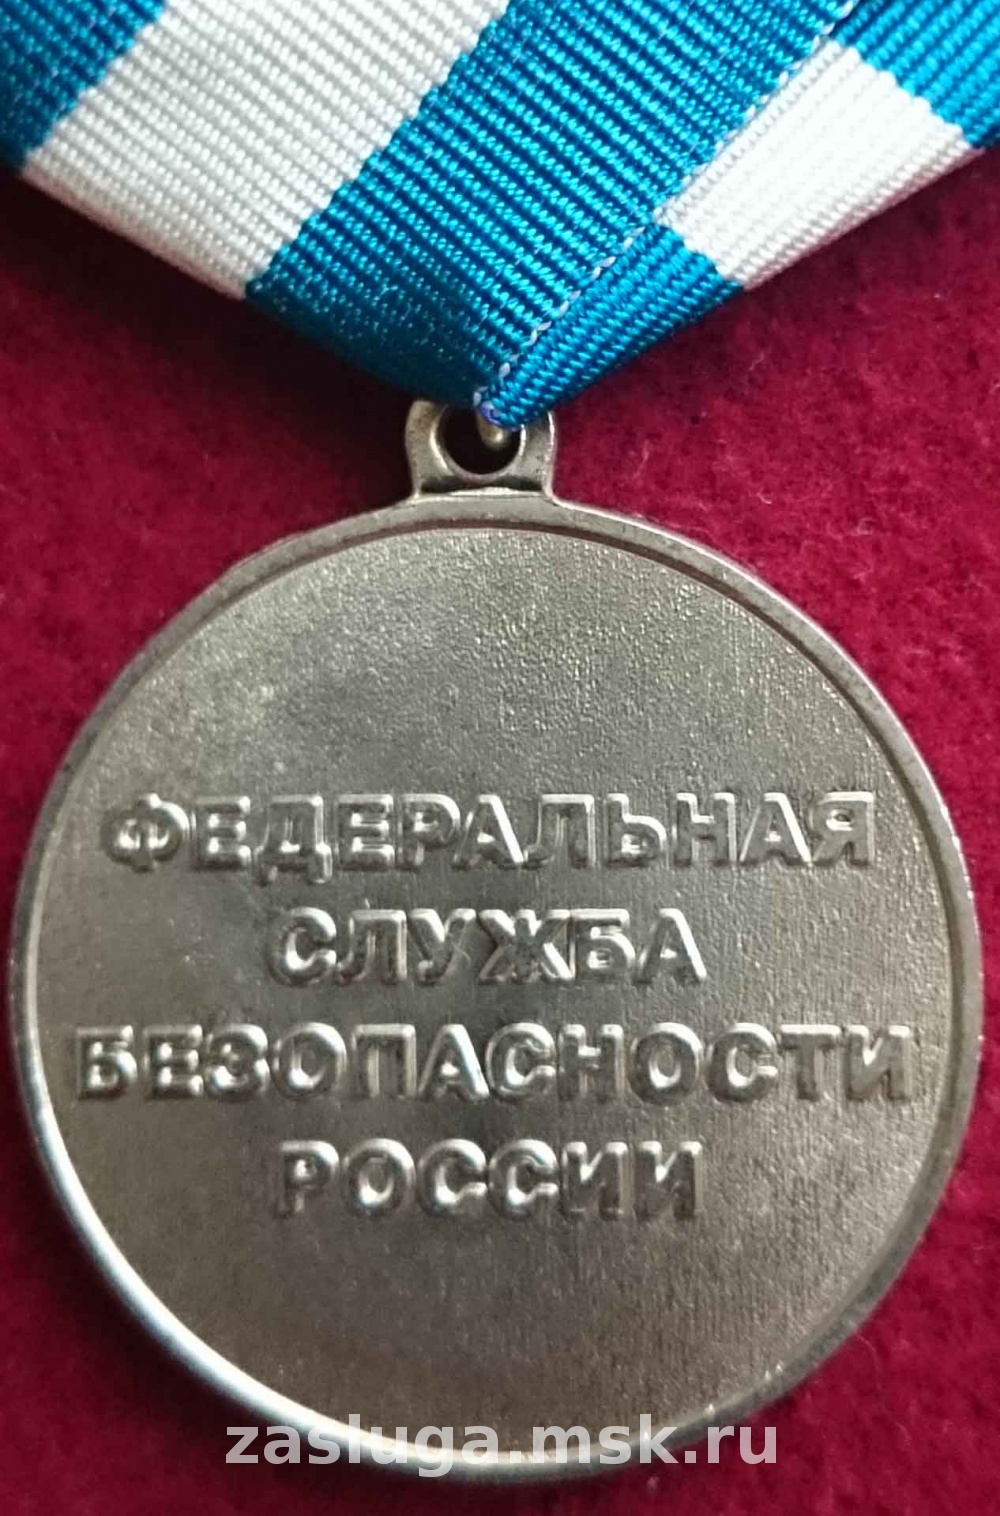 ФЕДЕРАЛЬНАЯ
СЛУЖБА
БЕЗОПАСНОСТИ
РОССИИ
zasluga.msk.ru